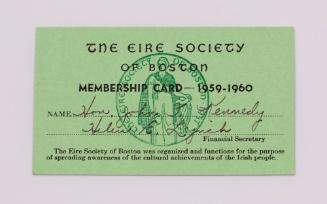 THE EIRE SOCIETY
OF BOSTON
MEMBERSHIP CARD—1959-1960
NAME Hon. John F. Kennedy
Helen K. Lynch
Financial Secretary
The Eire Society of Boston was organized and functions for the purpose
of spreading awareness of the cultural achievements of the Irish people.